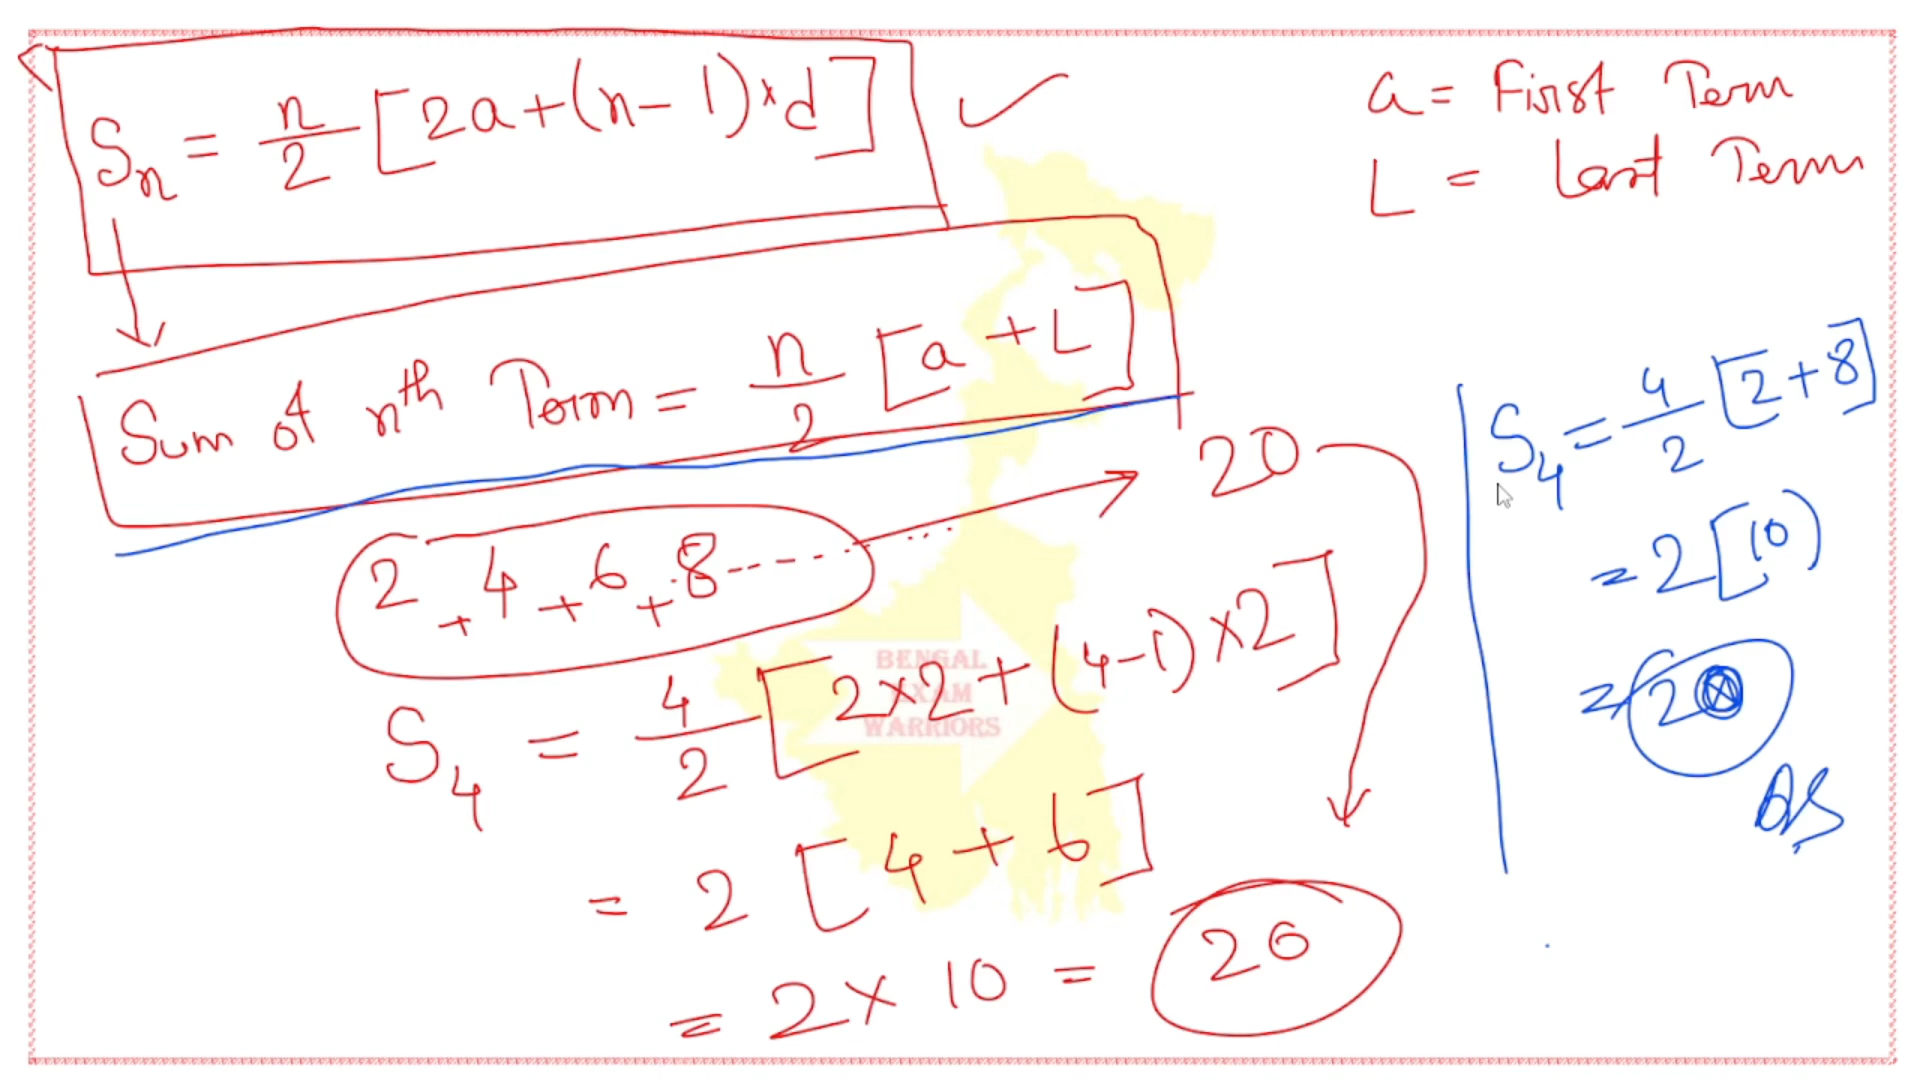 Sn = n/2 [2a+(n-1)×d] ✓
a = First Term
L = Last Term
Sum of nth Term = n/2 [a+L]
2 + 4 + 6 + 8 ---- ... → 20
S4 = 4/2 [2×2+(4-1)×2]
= 2 [4+6]
= 2 × 10 = 20
S4 = 4/2 [2+8]
= 2[10)
= 20
BENGAL
EXAM
WARRIORS